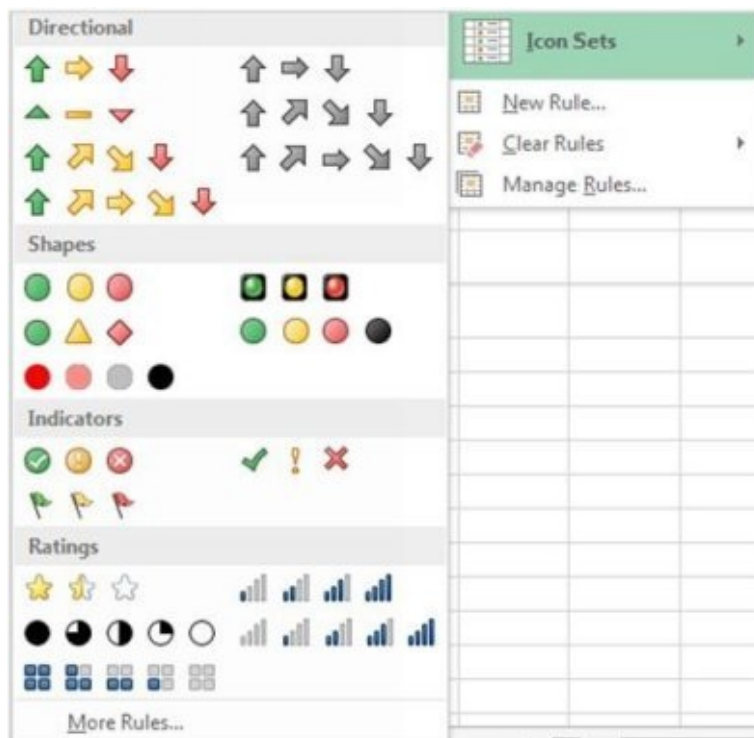 Directional
Shapes
Indicators
Ratings
More Rules...
Icon Sets
New Rule...
Clear Rules
Manage Rules...